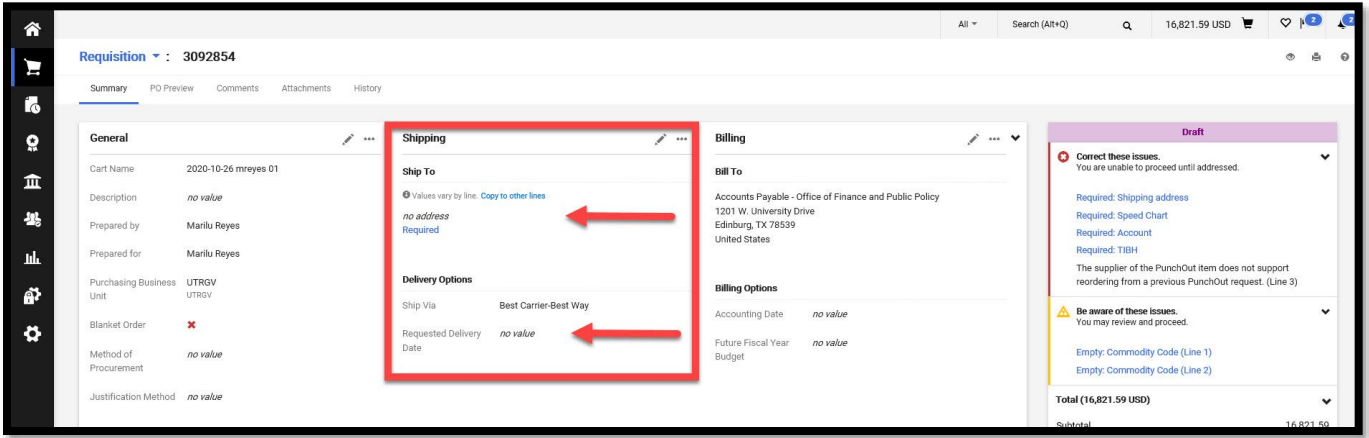 All
Search (Alt+Q)
16,821.59 USD
2
2
Requisition : 3092854
Summary
PO Preview
Comments
Attachments
History
General
Cart Name 2020-10-26 mreyes 01
Description no value
Prepared by Marilu Reyes
Prepared for Marilu Reyes
Purchasing Business UTRGV
Unit UTRGV
Blanket Order
Method of no value
Procurement
Justification Method no value
Shipping
Ship To
Values vary by line. Copy to other lines
no address
Required
Delivery Options
Ship Via Best Carrier-Best Way
Requested Delivery no value
Date
Billing
Bill To
Accounts Payable - Office of Finance and Public Policy
1201 W. University Drive
Edinburg, TX 78539
United States
Billing Options
Accounting Date no value
Future Fiscal Year no value
Budget
Draft
Correct these issues.
You are unable to proceed until addressed.
Required: Shipping address
Required: Speed Chart
Required: Account
Required: TIBH
The supplier of the PunchOut item does not support
reordering from a previous PunchOut request. (Line 3)
Be aware of these issues.
You may review and proceed.
Empty: Commodity Code (Line 1)
Empty: Commodity Code (Line 2)
Total (16,821.59 USD)
Subtotal 16,821.59